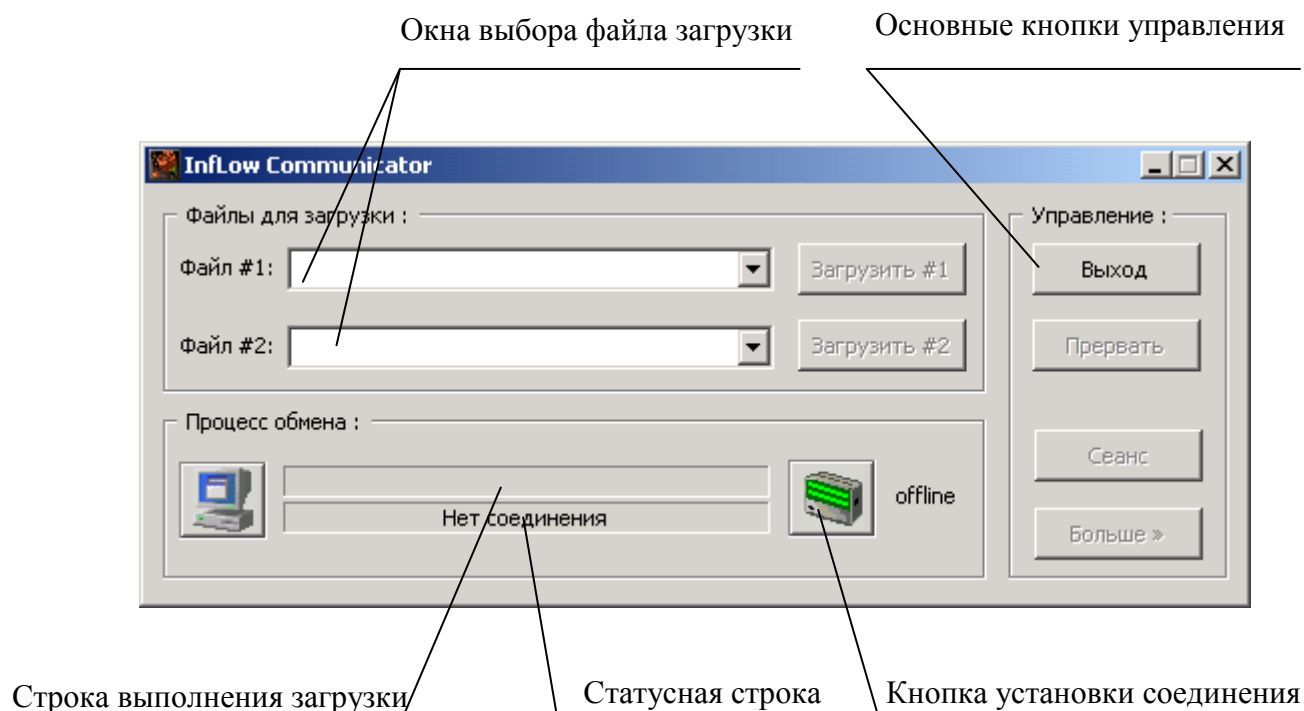 Окна выбора файла загрузки
Основные кнопки управления
InfLow Communicator
Файлы для загрузки :
Управление :
Файл #1:
Загрузить #1
Выход
Файл #2:
Загрузить #2
Прервать
Процесс обмена :
Сеанс
offline
Нет соединения
Больше »
Строка выполнения загрузки
Статусная строка
Кнопка установки соединения